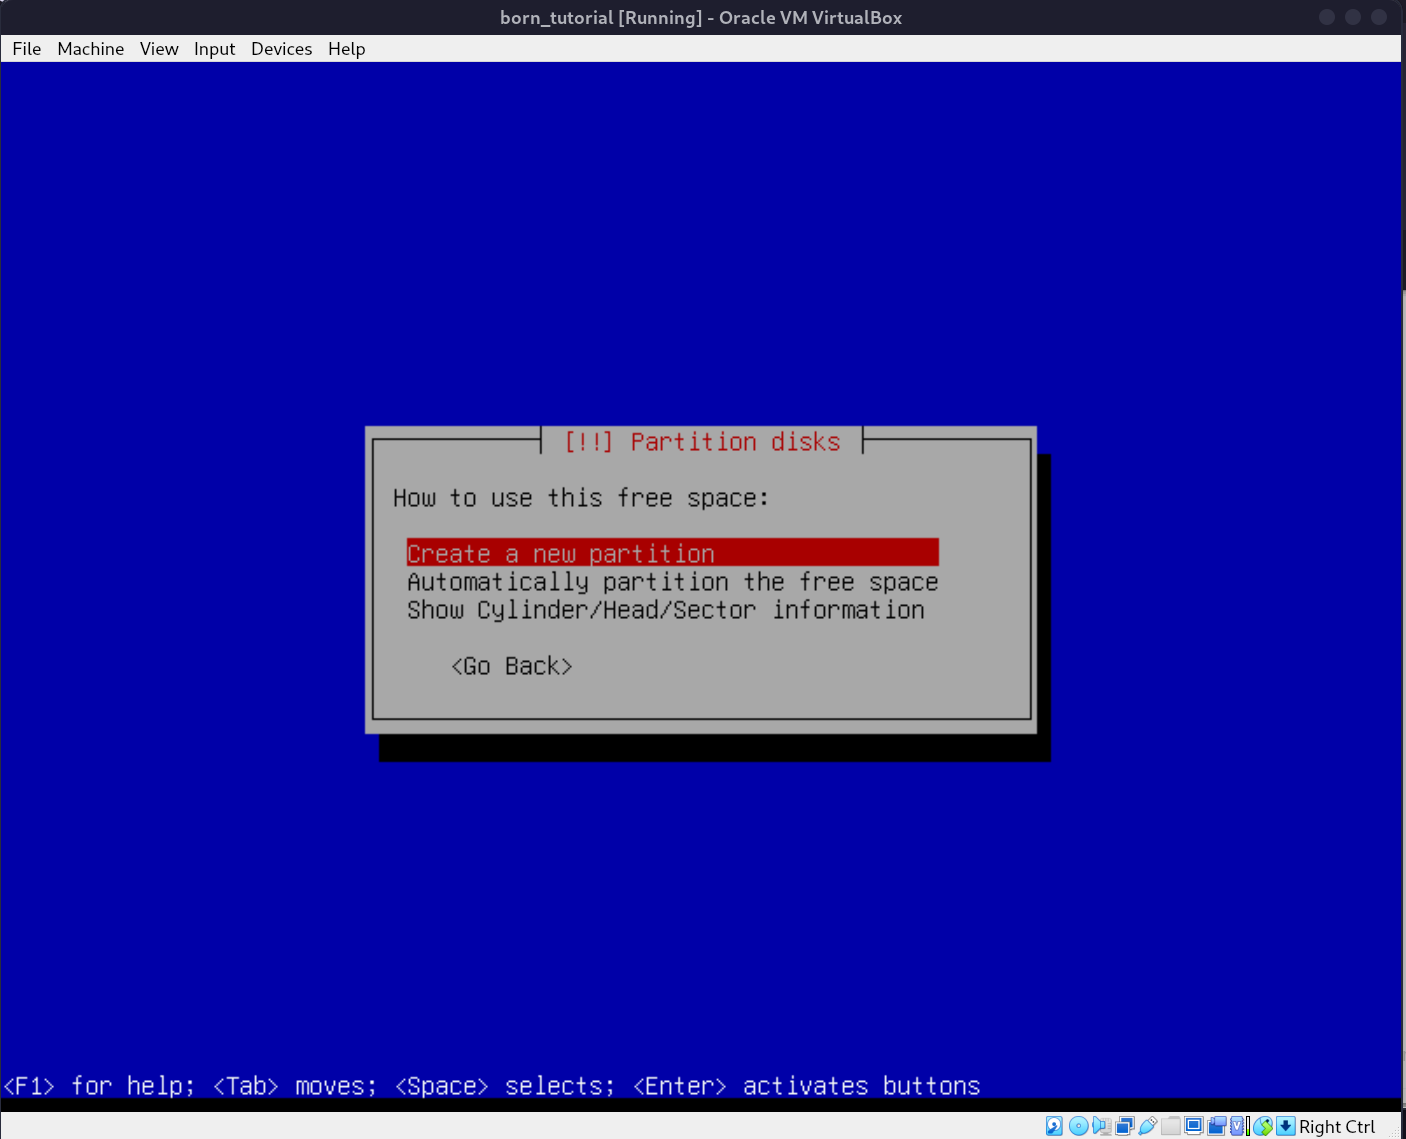 born_tutorial [Running] - Oracle VM VirtualBox
File Machine View Input Devices Help
[!!] Partition disks
How to use this free space:
Create a new partition
Automatically partition the free space
Show Cylinder/Head/Sector information
<Go Back>
<F1> for help; <Tab> moves; <Space> selects; <Enter> activates buttons
Right Ctrl